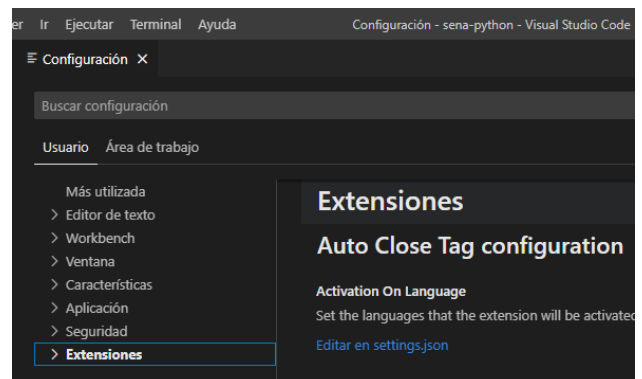 Ir Ejecutar Terminal Ayuda Configuración - sena-python - Visual Studio Code
Configuración
Buscar configuración
Usuario Área de trabajo
Más utilizada
Editor de texto
Workbench
Ventana
Características
Aplicación
Seguridad
Extensiones
Extensiones
Auto Close Tag configuration
Activation On Language
Set the languages that the extension will be activated
Editar en settings.json